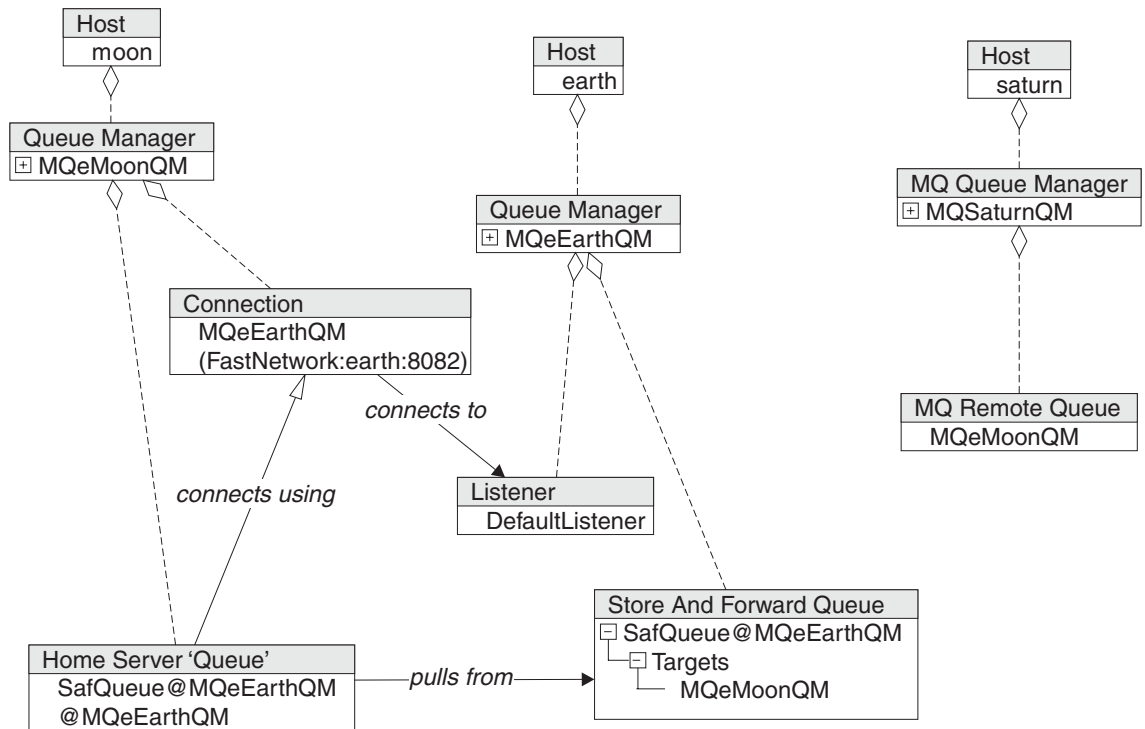 Host
moon
Queue Manager
MQeMoonQM
Host
earth
Queue Manager
MQeEarthQM
Host
saturn
MQ Queue Manager
MQSaturnQM
Connection
MQeEarthQM
(FastNetwork:earth:8082)
connects to
MQ Remote Queue
MQeMoonQM
connects using
Listener
DefaultListener
Home Server ‘Queue’
SafQueue@MQeEarthQM
@MQeEarthQM
pulls from
Store And Forward Queue
SafQueue@MQeEarthQM
Targets
MQeMoonQM